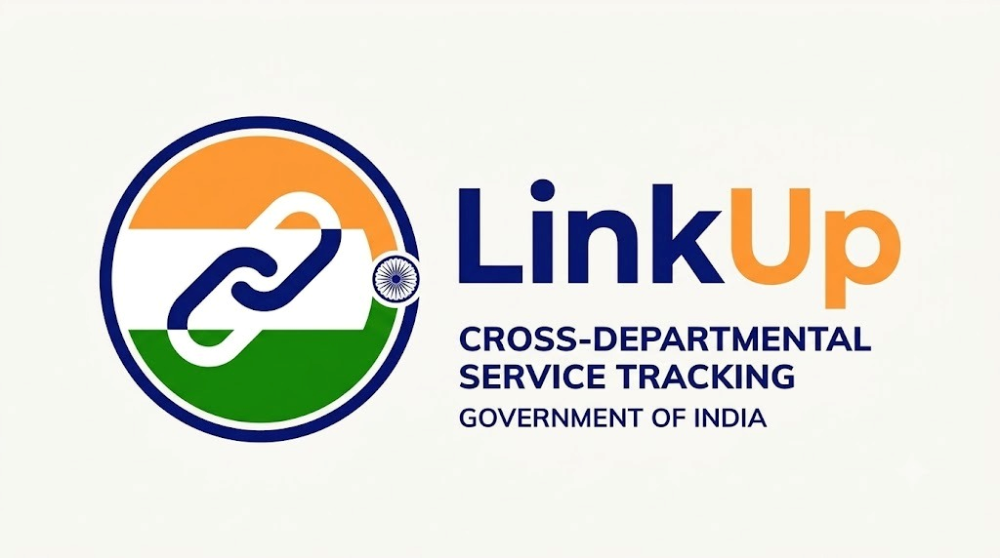 LinkUp
CROSS-DEPARTMENTAL
SERVICE TRACKING
GOVERNMENT OF INDIA